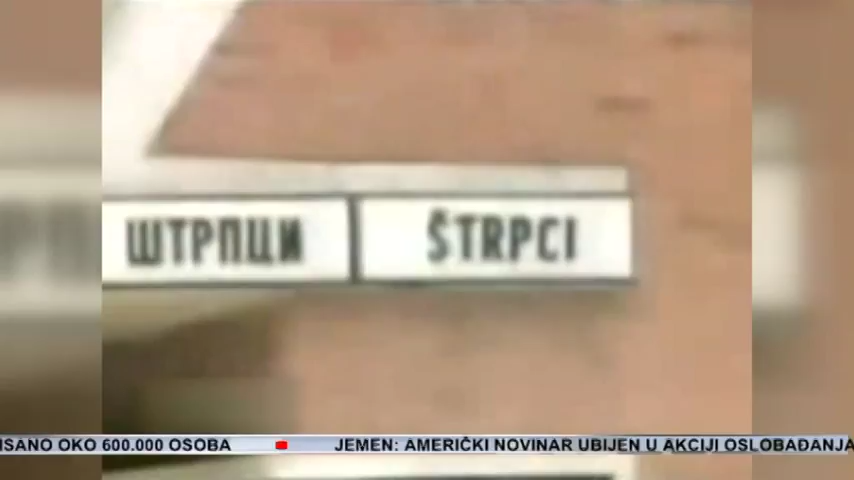 ШТРПЦИ ŠTRPCI
ISANO OKO 600.000 OSOBA JEMEN: AMERIČKI NOVINAR UBIJEN U AKCIJI OSLOBAĐANJA